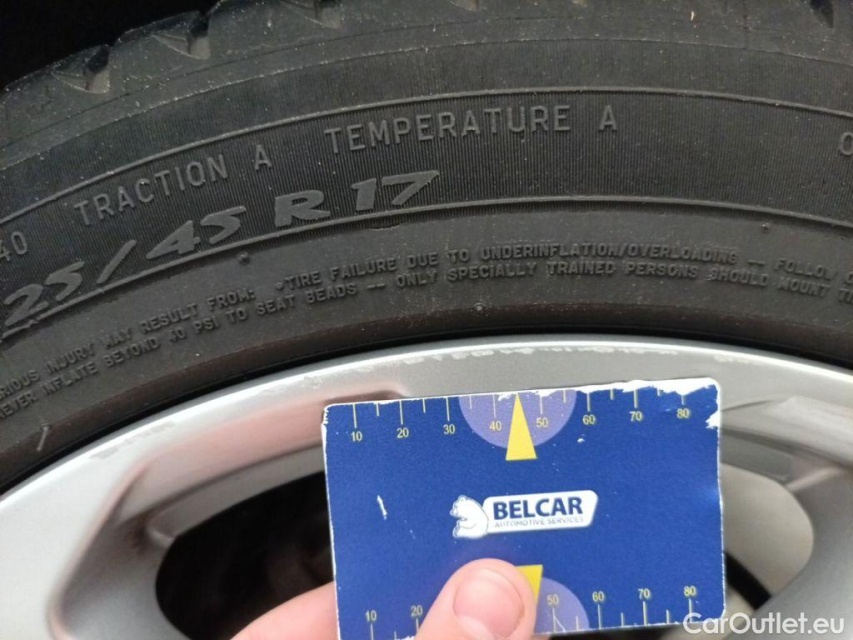 40 TRACTION A TEMPERATURE A
25/45 R 17
INJURY MAY RESULT FROM: •TIRE FAILURE DUE TO UNDERINFLATION/OVERLOADING -- FOLLOW
NEVER INFLATE BEYOND 40 PSI TO SEAT BEADS -- ONLY SPECIALLY TRAINED PERSONS SHOULD MOUNT
10 20 30 40 50 60 70 80
BELCAR
AUTOMOTIVE SERVICES
10 20 50 60 70 80
CarOutlet.eu